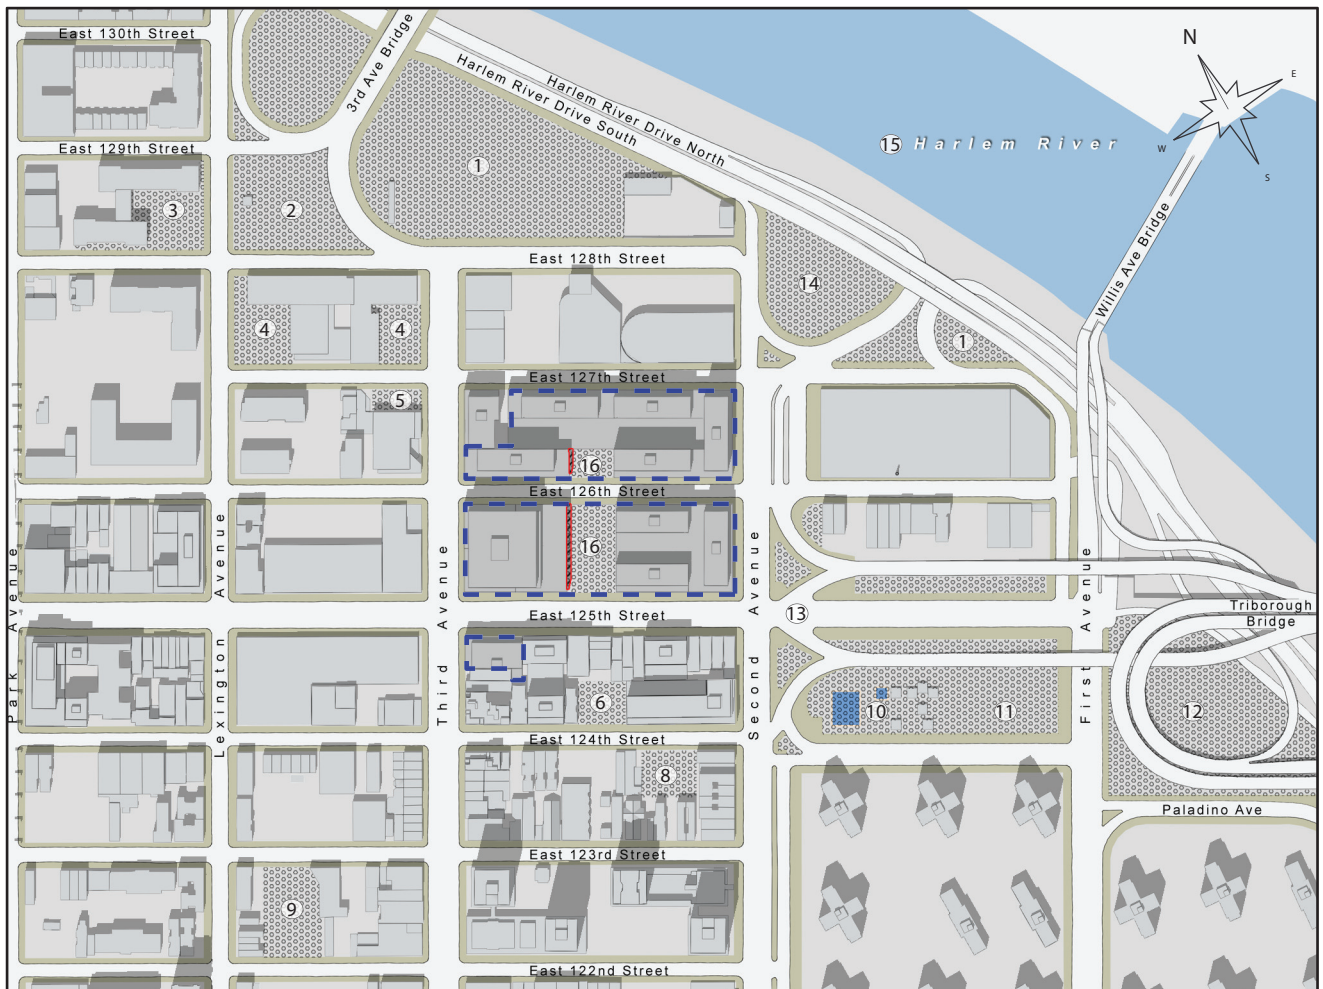 East 130th Street
3rd Ave Bridge
Harlem River Drive North
Harlem River Drive South
N
E
W
S
15 Harlem River
East 129th Street
1
3
2
Willis Ave Bridge
East 128th Street
14
4
4
1
East 127th Street
5
16
East 126th Street
16
Park Avenue
Lexington Avenue
Third Avenue
Second Avenue
First Avenue
East 125th Street
13
Triborough
Bridge
6
10
11
12
East 124th Street
8
Paladino Ave
East 123rd Street
9
East 122nd Street